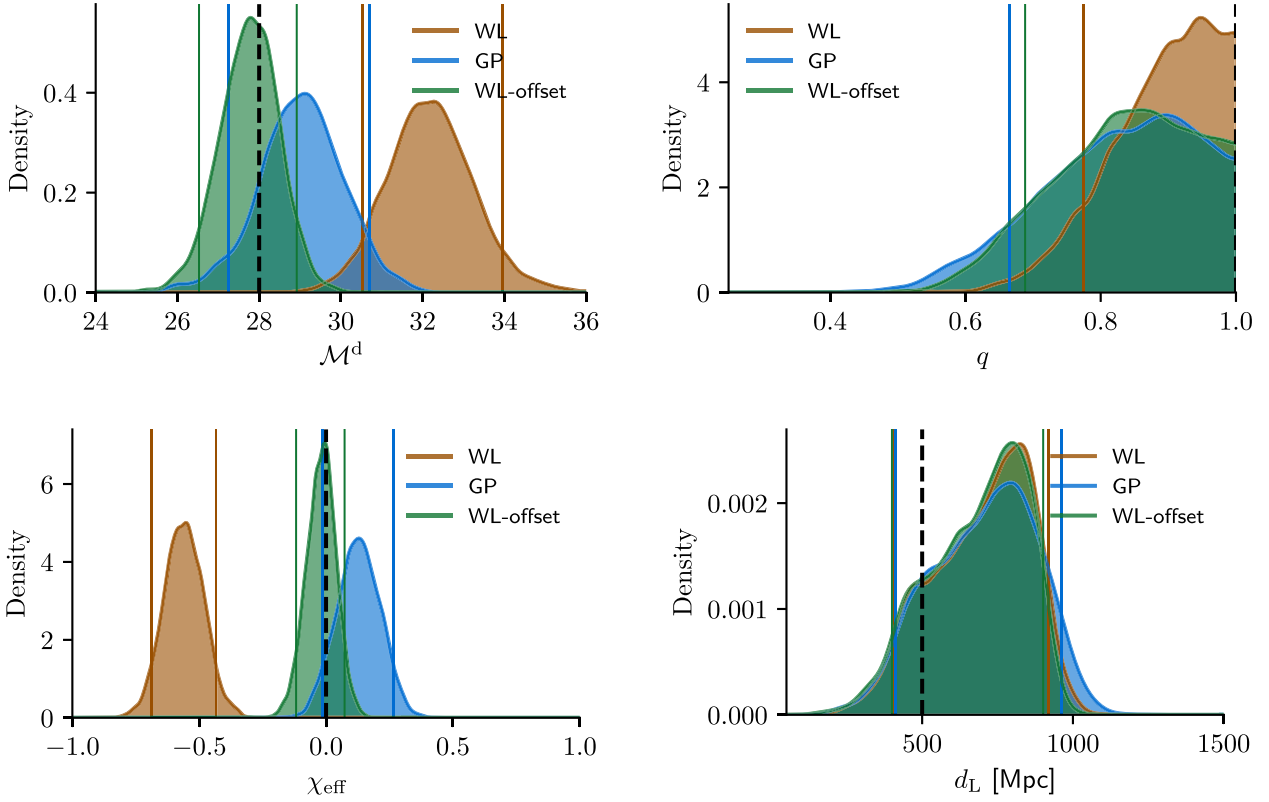 Density
0.4
0.2
0.0
24 26 28 30 32 34 36
ℳᵈ
WL
GP
WL-offset
Density
4
2
0
0.4 0.6 0.8 1.0
q
WL
GP
WL-offset
Density
6
4
2
0
−1.0 −0.5 0.0 0.5 1.0
χeff
WL
GP
WL-offset
Density
0.002
0.001
0.000
500 1000 1500
dL [Mpc]
WL
GP
WL-offset